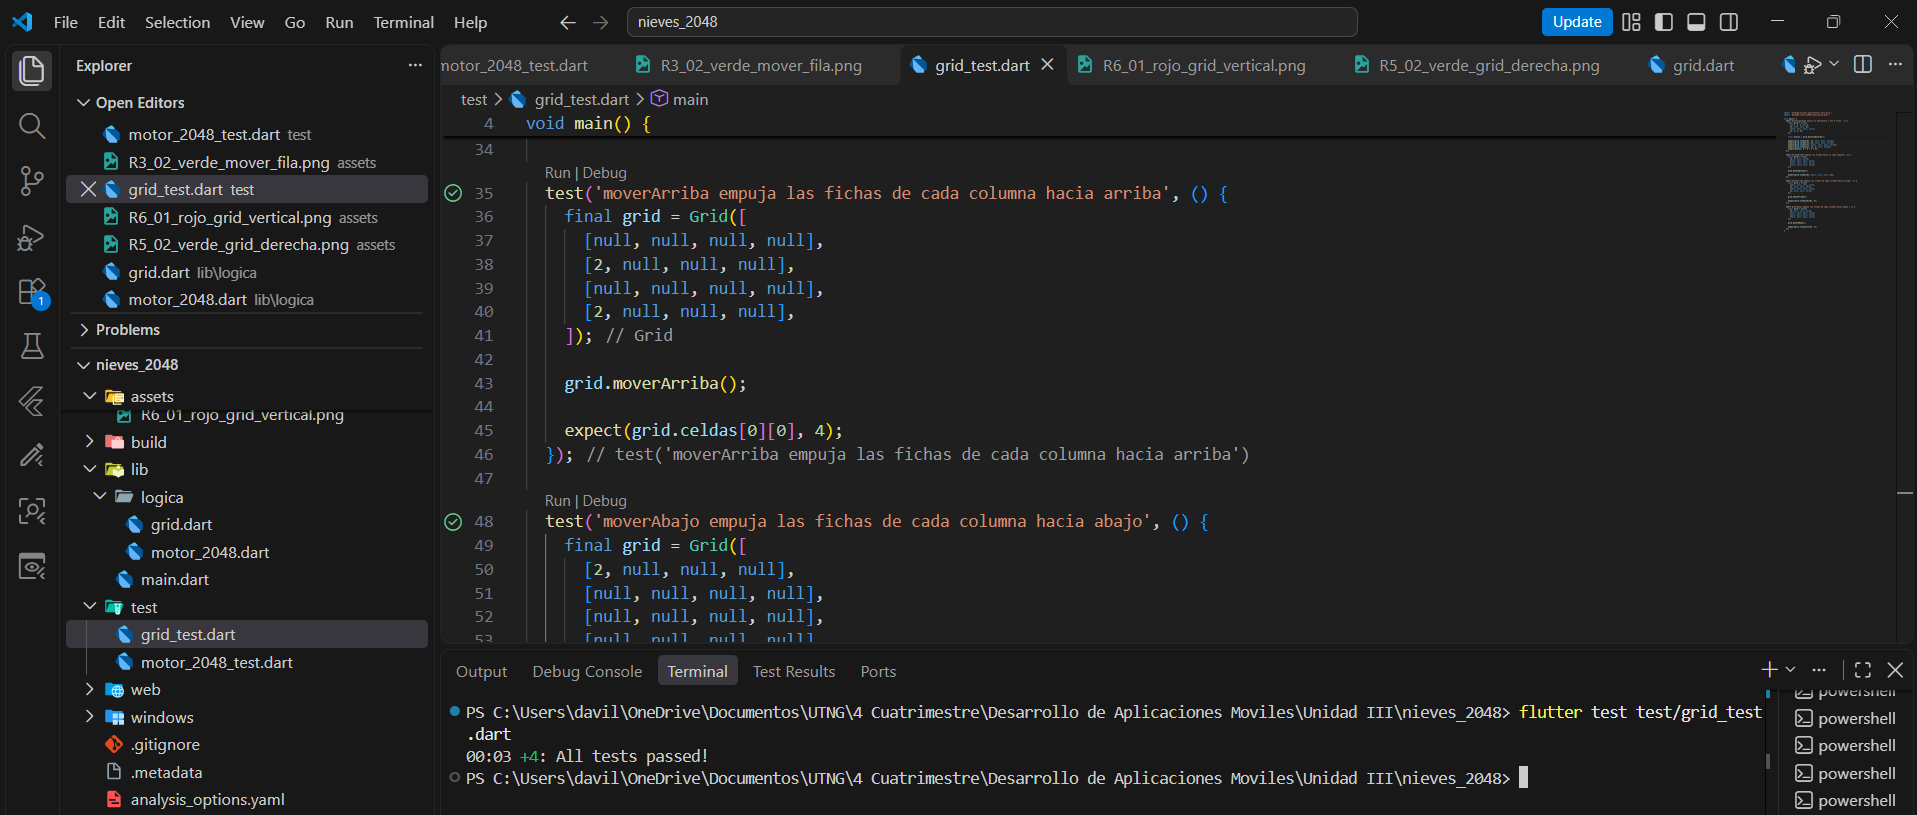 File Edit Selection View Go Run Terminal Help
nieves_2048
Update
Explorer
Open Editors
motor_2048_test.dart test
R3_02_verde_mover_fila.png assets
grid_test.dart test
R6_01_rojo_grid_vertical.png assets
R5_02_verde_grid_derecha.png assets
grid.dart lib\logica
motor_2048.dart lib\logica
Problems
nieves_2048
assets
R6_01_rojo_grid_vertical.png
build
lib
logica
grid.dart
motor_2048.dart
main.dart
test
grid_test.dart
motor_2048_test.dart
web
windows
.gitignore
.metadata
analysis_options.yaml
1
motor_2048_test.dart R3_02_verde_mover_fila.png grid_test.dart R6_01_rojo_grid_vertical.png R5_02_verde_grid_derecha.png grid.dart
test > grid_test.dart > main
4 void main() {
34
Run | Debug
35 test('moverArriba empuja las fichas de cada columna hacia arriba', () {
36 final grid = Grid([
37 [null, null, null, null],
38 [2, null, null, null],
39 [null, null, null, null],
40 [2, null, null, null],
41 ]); // Grid
42
43 grid.moverArriba();
44
45 expect(grid.celdas[0][0], 4);
46 }); // test('moverArriba empuja las fichas de cada columna hacia arriba')
47
Run | Debug
48 test('moverAbajo empuja las fichas de cada columna hacia abajo', () {
49 final grid = Grid([
50 [2, null, null, null],
51 [null, null, null, null],
52 [null, null, null, null],
53 [null, null, null, null]
Output Debug Console Terminal Test Results Ports
PS C:\Users\davil\OneDrive\Documentos\UTNG\4 Cuatrimestre\Desarrollo de Aplicaciones Moviles\Unidad III\nieves_2048> flutter test test/grid_test
.dart
00:03 +4: All tests passed!
PS C:\Users\davil\OneDrive\Documentos\UTNG\4 Cuatrimestre\Desarrollo de Aplicaciones Moviles\Unidad III\nieves_2048>
powershell
powershell
powershell
powershell
powershell